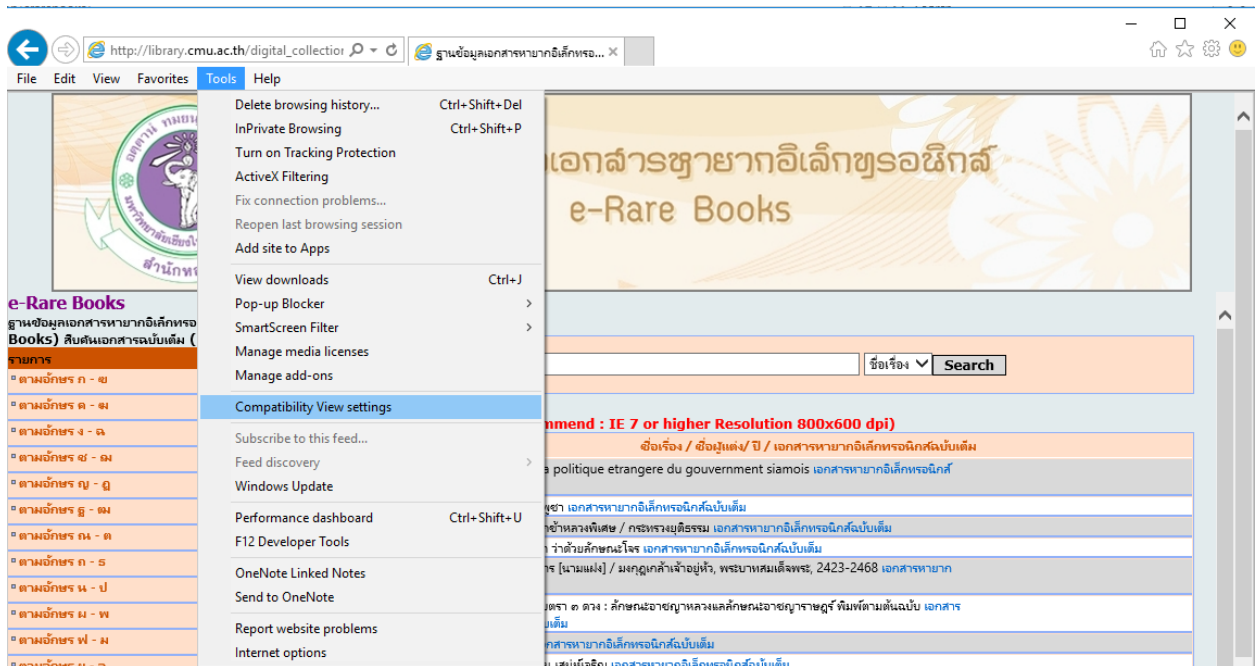 http://library.cmu.ac.th/digital_collection
ฐานข้อมูลเอกสารหายากอิเล็กทรอ...
File Edit View Favorites Tools Help
Delete browsing history... Ctrl+Shift+Del
InPrivate Browsing Ctrl+Shift+P
Turn on Tracking Protection
ActiveX Filtering
Fix connection problems...
Reopen last browsing session
Add site to Apps
View downloads Ctrl+J
Pop-up Blocker
SmartScreen Filter
Manage media licenses
Manage add-ons
Compatibility View settings
Subscribe to this feed...
Feed discovery
Windows Update
Performance dashboard Ctrl+Shift+U
F12 Developer Tools
OneNote Linked Notes
Send to OneNote
Report website problems
Internet options
เอกสารหายากอิเล็กทรอนิกส์
e-Rare Books
e-Rare Books
ฐานข้อมูลเอกสารหายากอิเล็กทรอ
Books) สืบค้นเอกสารฉบับเต็ม (
รายการ
ตามอักษร ก - ฃ
ตามอักษร ค - ฆ
ตามอักษร ง - ฉ
ตามอักษร ช - ฌ
ตามอักษร ญ - ฎ
ตามอักษร ฐ - ฒ
ตามอักษร ณ - ต
ตามอักษร ถ - ธ
ตามอักษร น - ป
ตามอักษร ผ - พ
ตามอักษร ฟ - ม
ชื่อเรื่อง Search
mmend : IE 7 or higher Resolution 800x600 dpi)
ชื่อเรื่อง / ชื่อผู้แต่ง/ ปี / เอกสารหายากอิเล็กทรอนิกส์ฉบับเต็ม
a politique etrangere du gouvernment siamois เอกสารหายากอิเล็กทรอนิกส์
พูชา เอกสารหายากอิเล็กทรอนิกส์ฉบับเต็ม
ข้าหลวงพิเศษ / กระทรวงยุติธรรม เอกสารหายากอิเล็กทรอนิกส์ฉบับเต็ม
ว่าด้วยลักษณะโจร เอกสารหายากอิเล็กทรอนิกส์ฉบับเต็ม
าร [นามแฝง] / มงกุฎเกล้าเจ้าอยู่หัว, พระบาทสมเด็จพระ, 2423-2468 เอกสารหายาก
ตรา ๓ ดวง : ลักษณะอาชญาหลวงแลลักษณะอาชญาราษฎร์ พิมพ์ตามต้นฉบับ เอกสาร
เต็ม
กสารหายากอิเล็กทรอนิกส์ฉบับเต็ม